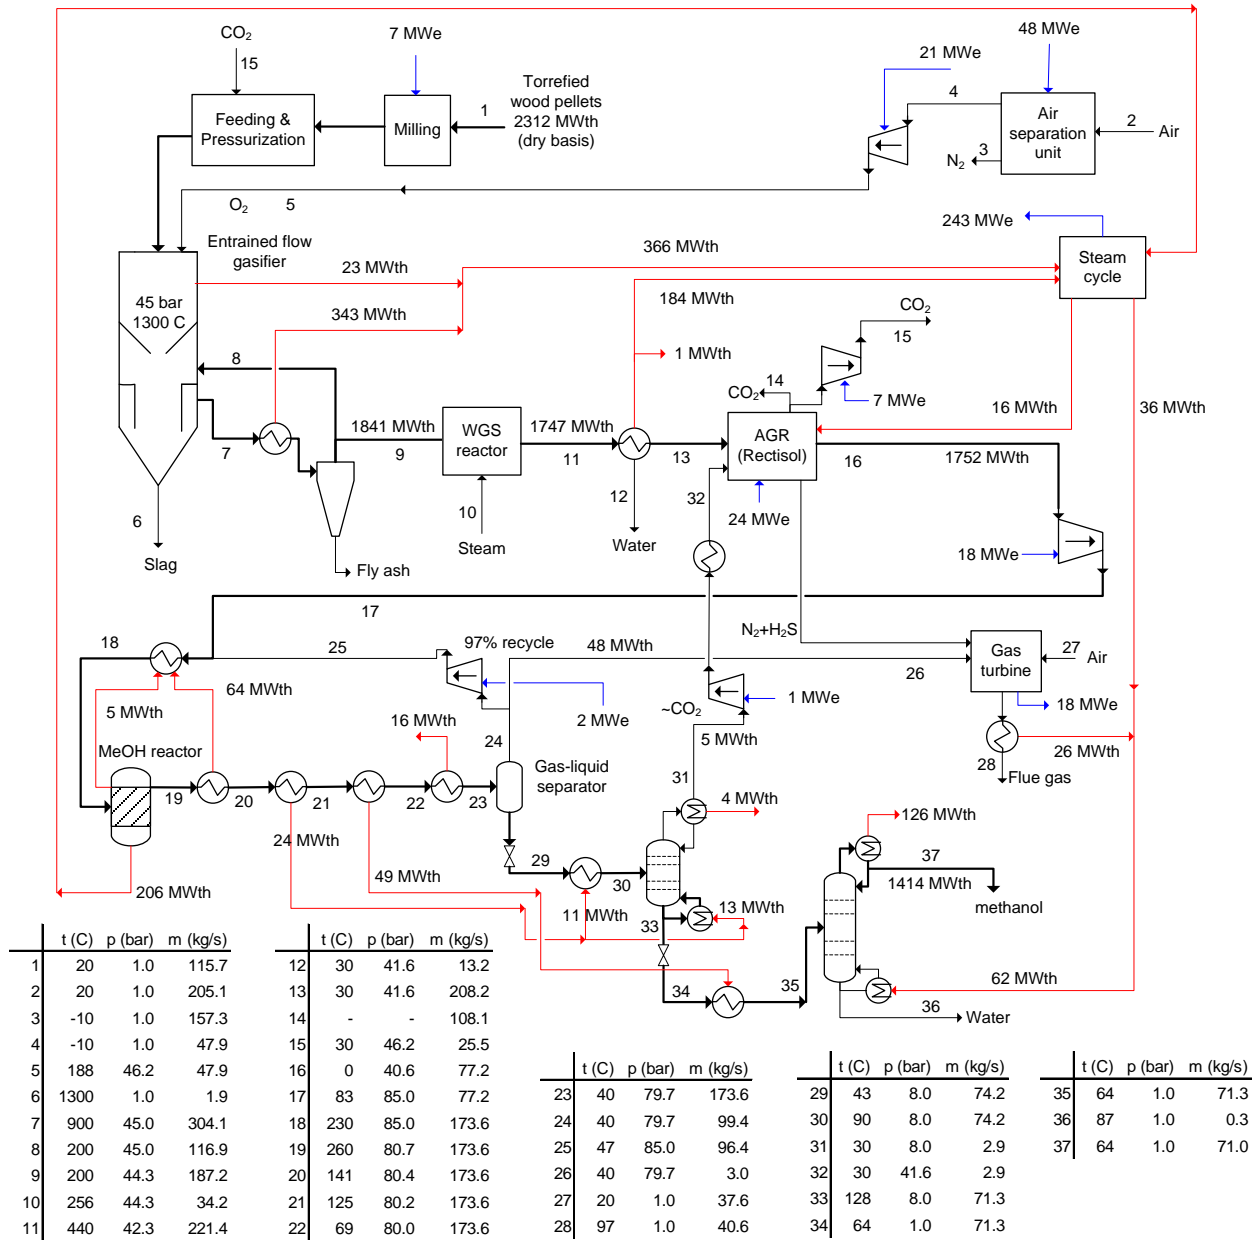 CO2
15
7 MWe
Torrefied
wood pellets
2312 MWth
(dry basis)
1
Feeding &
Pressurization
Milling
21 MWe
48 MWe
4
Air
separation
unit
2
Air
3
N2
O2
5
243 MWe
Steam
cycle
Entrained flow
gasifier
23 MWth
366 MWth
45 bar
1300 C
343 MWth
184 MWth
CO2
15
1 MWth
8
CO2
14
7 MWe
16 MWth
36 MWth
1841 MWth
9
WGS
reactor
1747 MWth
11
13
AGR
(Rectisol)
16
1752 MWth
7
12
32
24 MWe
10
Steam
Water
6
Slag
Fly ash
18 MWe
17
N2+H2S
18
25
97% recycle
48 MWth
Gas
turbine
27
Air
26
64 MWth
5 MWth
2 MWe
~CO2
1 MWe
18 MWe
16 MWth
24
5 MWth
26 MWth
MeOH reactor
Gas-liquid
separator
31
28
Flue gas
19
20
21
22
23
4 MWth
126 MWth
24 MWth
29
30
37
1414 MWth
methanol
206 MWth
49 MWth
11 MWth
33
13 MWth
34
35
62 MWth
36
Water
t (C) p (bar) m (kg/s)
1 20 1.0 115.7
2 20 1.0 205.1
3 -10 1.0 157.3
4 -10 1.0 47.9
5 188 46.2 47.9
6 1300 1.0 1.9
7 900 45.0 304.1
8 200 45.0 116.9
9 200 44.3 187.2
10 256 44.3 34.2
11 440 42.3 221.4
t (C) p (bar) m (kg/s)
12 30 41.6 13.2
13 30 41.6 208.2
14 - - 108.1
15 30 46.2 25.5
16 0 40.6 77.2
17 83 85.0 77.2
18 230 85.0 173.6
19 260 80.7 173.6
20 141 80.4 173.6
21 125 80.2 173.6
22 69 80.0 173.6
t (C) p (bar) m (kg/s)
23 40 79.7 173.6
24 40 79.7 99.4
25 47 85.0 96.4
26 40 79.7 3.0
27 20 1.0 37.6
28 97 1.0 40.6
t (C) p (bar) m (kg/s)
29 43 8.0 74.2
30 90 8.0 74.2
31 30 8.0 2.9
32 30 41.6 2.9
33 128 8.0 71.3
34 64 1.0 71.3
t (C) p (bar) m (kg/s)
35 64 1.0 71.3
36 87 1.0 0.3
37 64 1.0 71.0